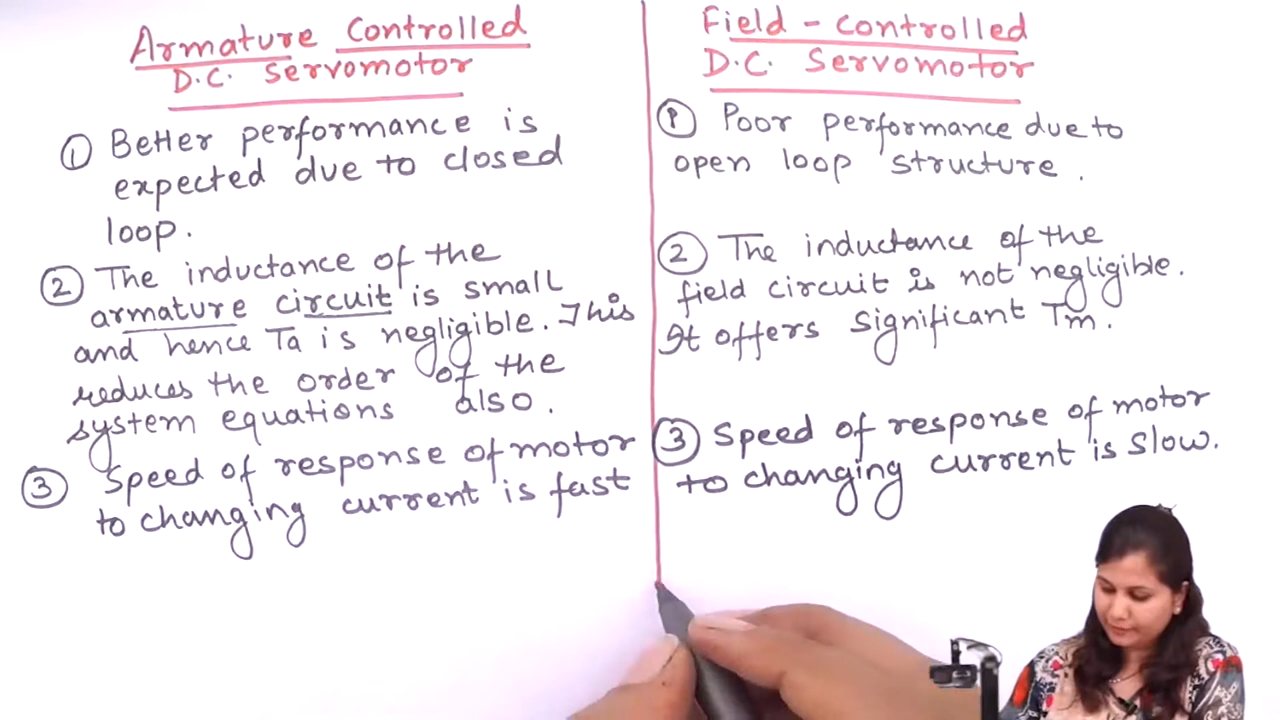 Armature Controlled
D.C. Servomotor
① Better performance is
expected due to closed
loop.
② The inductance of the
armature circuit is small
and hence Ta is negligible. This
reduces the order of the
system equations also.
③ Speed of response of motor
to changing current is fast
Field - controlled
D.C. Servomotor
① Poor performance due to
open loop structure.
② The inductance of the
field circuit is not negligible.
It offers significant Tm.
③ Speed of response of motor
to changing current is slow.